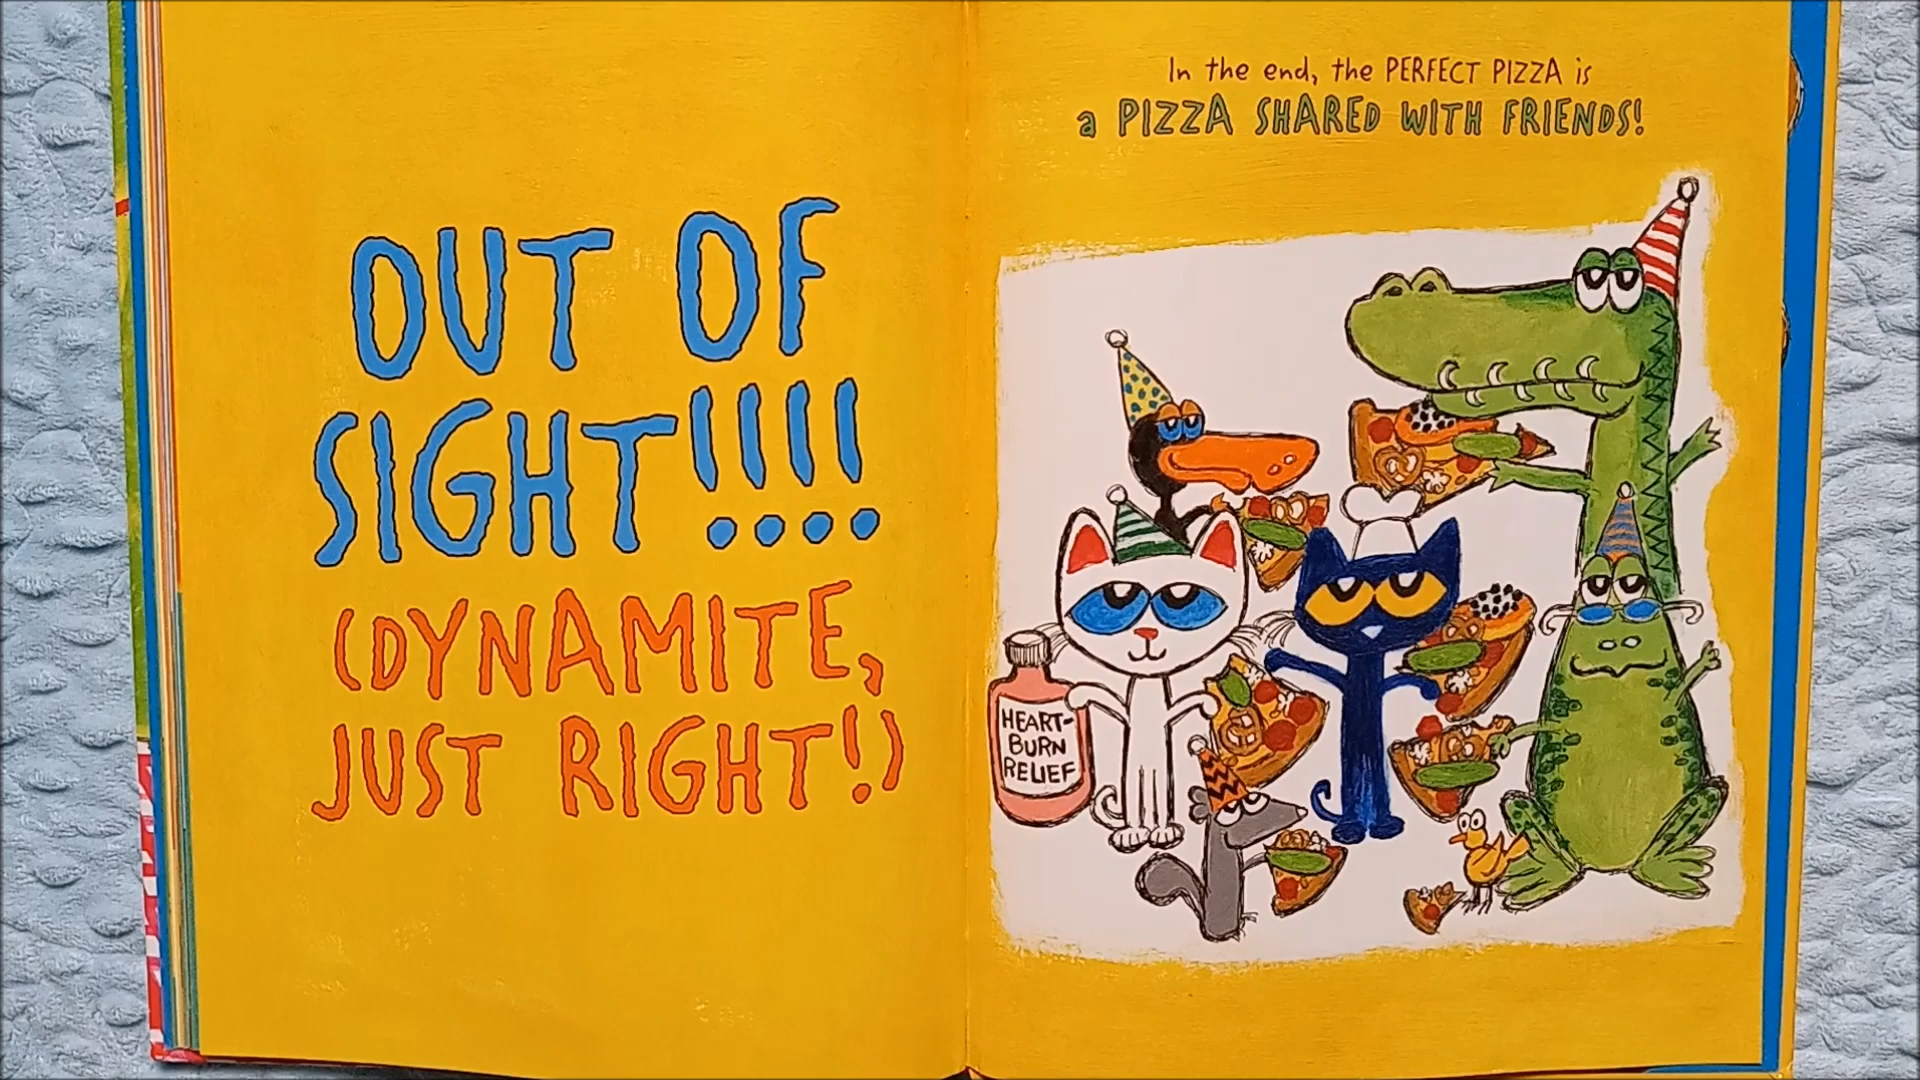 OUT OF
SIGHT!!!!
(DYNAMITE,
JUST RIGHT!)
In the end, the PERFECT PIZZA is
a PIZZA SHARED WITH FRIENDS!
HEART-
BURN
RELIEF